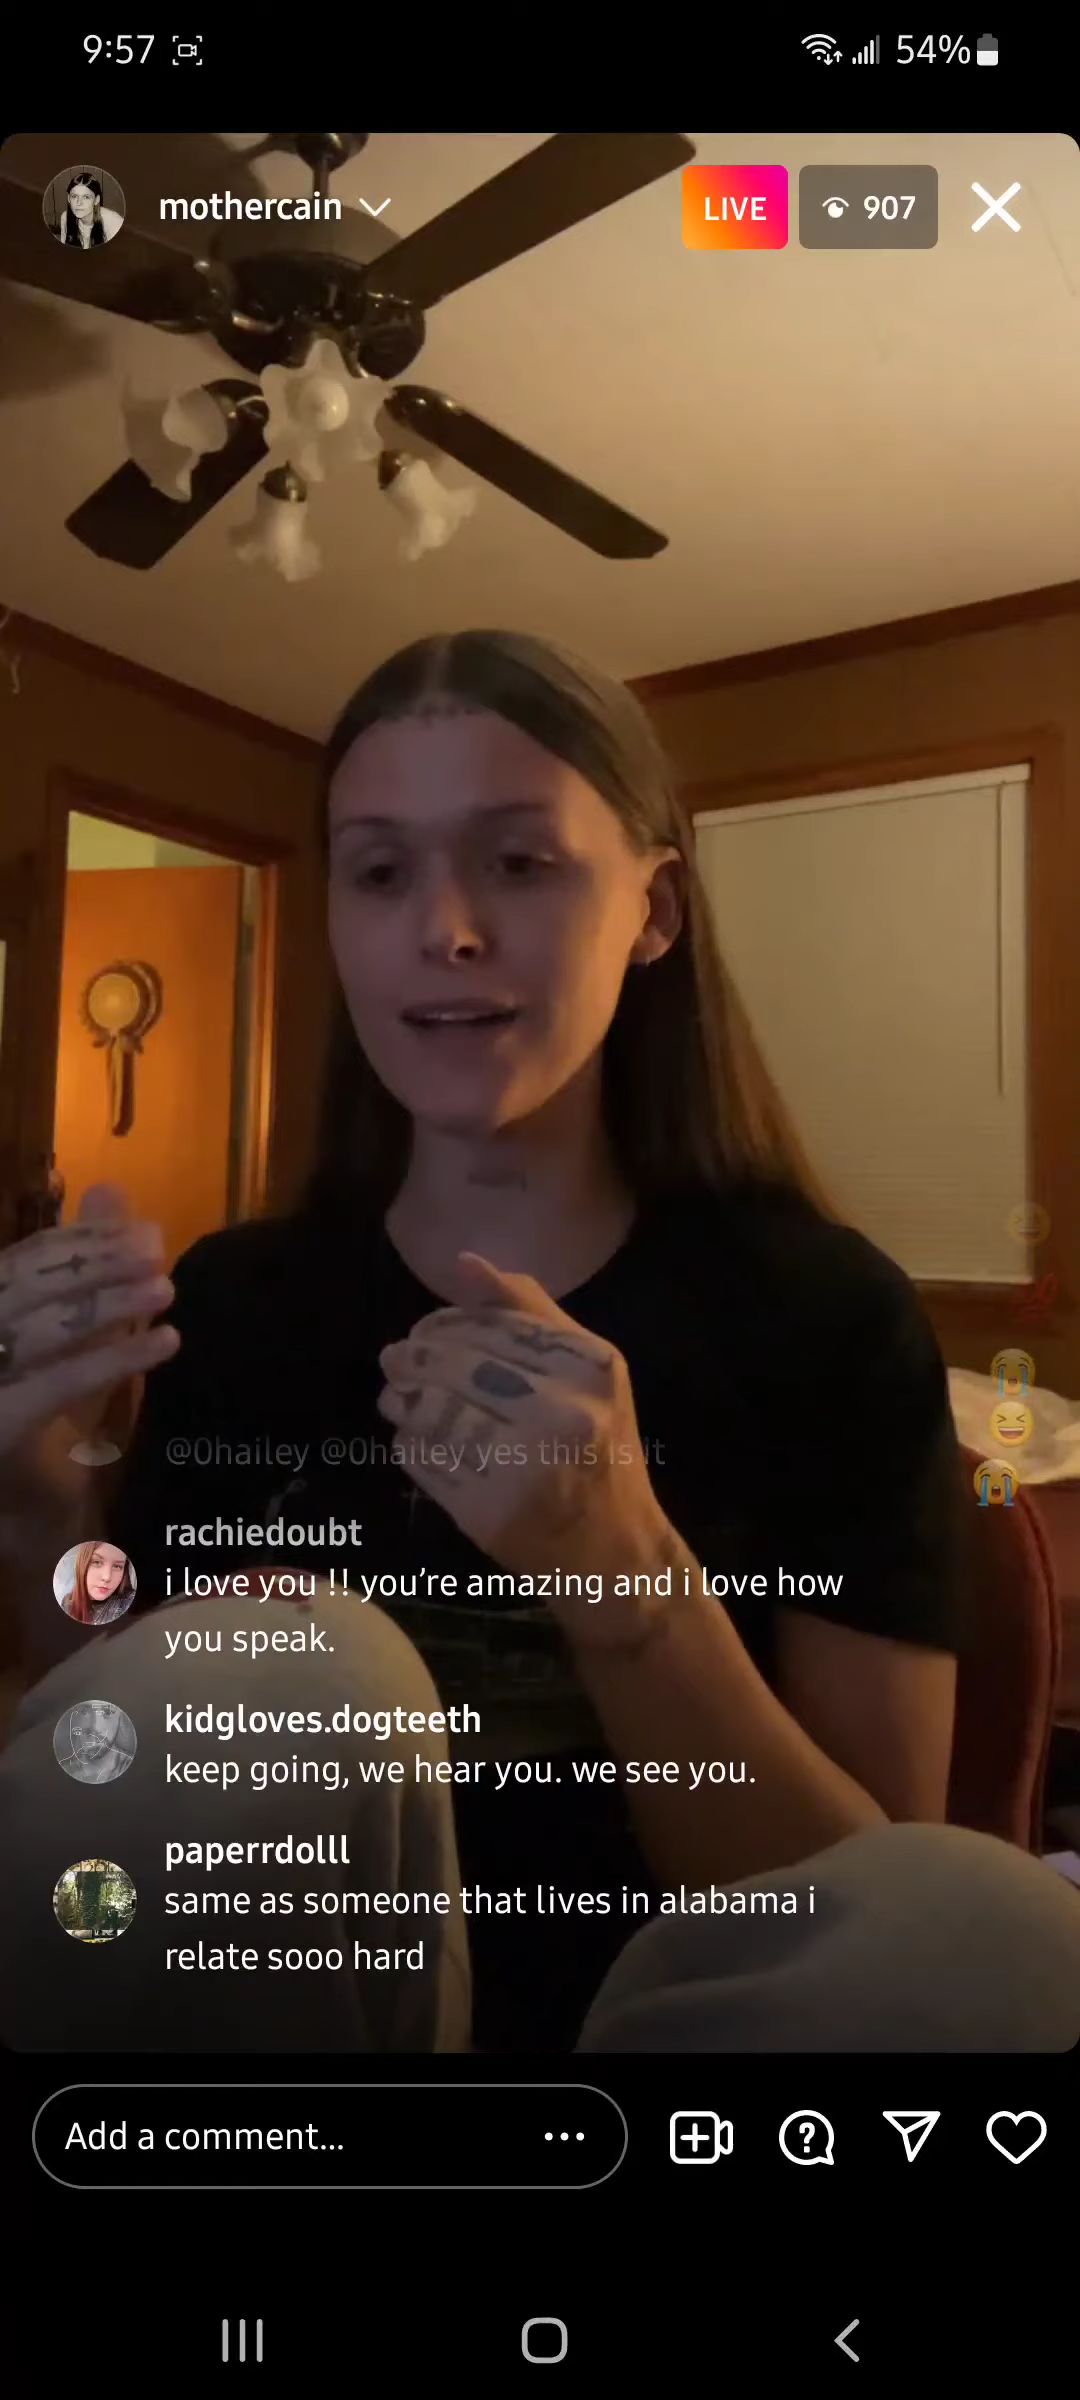 9:57
54%
mothercain
LIVE
907
@0hailey @0hailey yes this is it
rachiedoubt
i love you !! you’re amazing and i love how
you speak.
kidgloves.dogteeth
keep going, we hear you. we see you.
paperrdolll
same as someone that lives in alabama i
relate sooo hard
Add a comment...